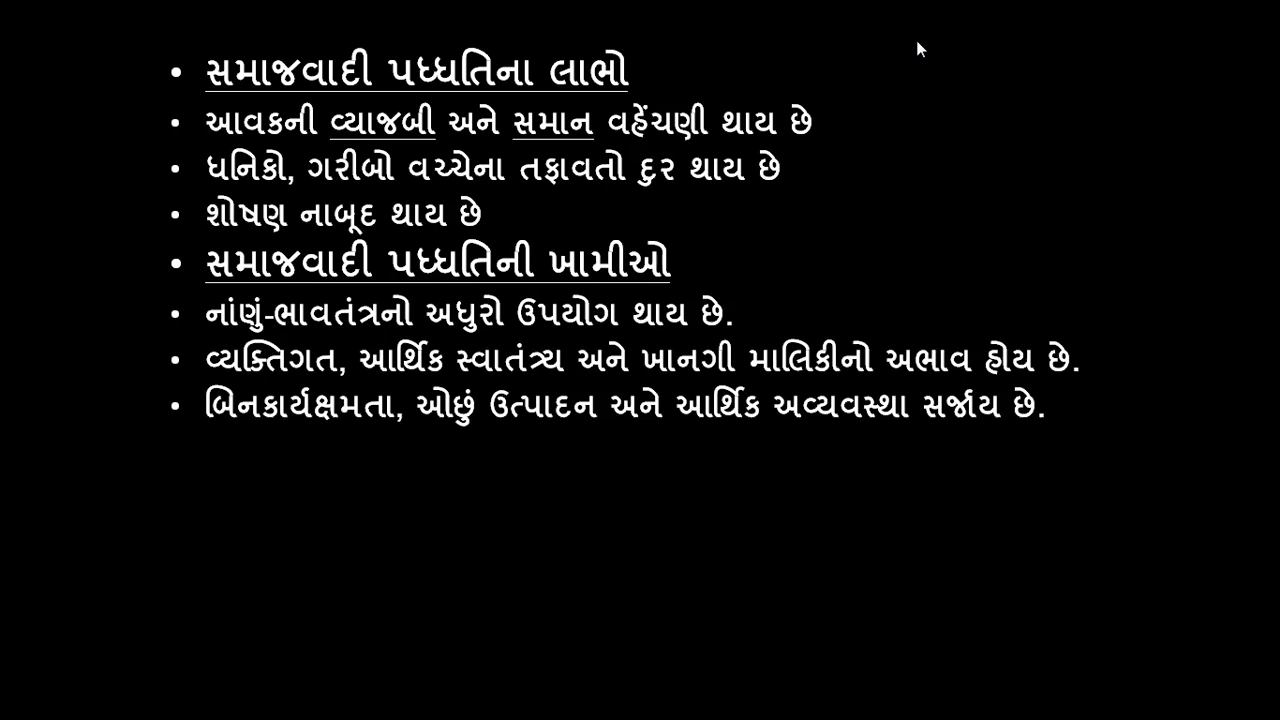 • સમાજવાદી પધ્ધતિના લાભો
• આવકની વ્યાજબી અને સમાન વહેંચણી થાય છે
• ધનિકો, ગરીબો વચ્ચેના તફાવતો દુર થાય છે
• શોષણ નાબૂદ થાય છે
• સમાજવાદી પધ્ધતિની ખામીઓ
• નાંણું-ભાવતંત્રનો અધુરો ઉપયોગ થાય છે.
• વ્યક્તિગત, આર્થિક સ્વાતંત્ર્ય અને ખાનગી માલિકીનો અભાવ હોય છે.
• બિનકાર્યક્ષમતા, ઓછું ઉત્પાદન અને આર્થિક અવ્યવસ્થા સર્જાય છે.